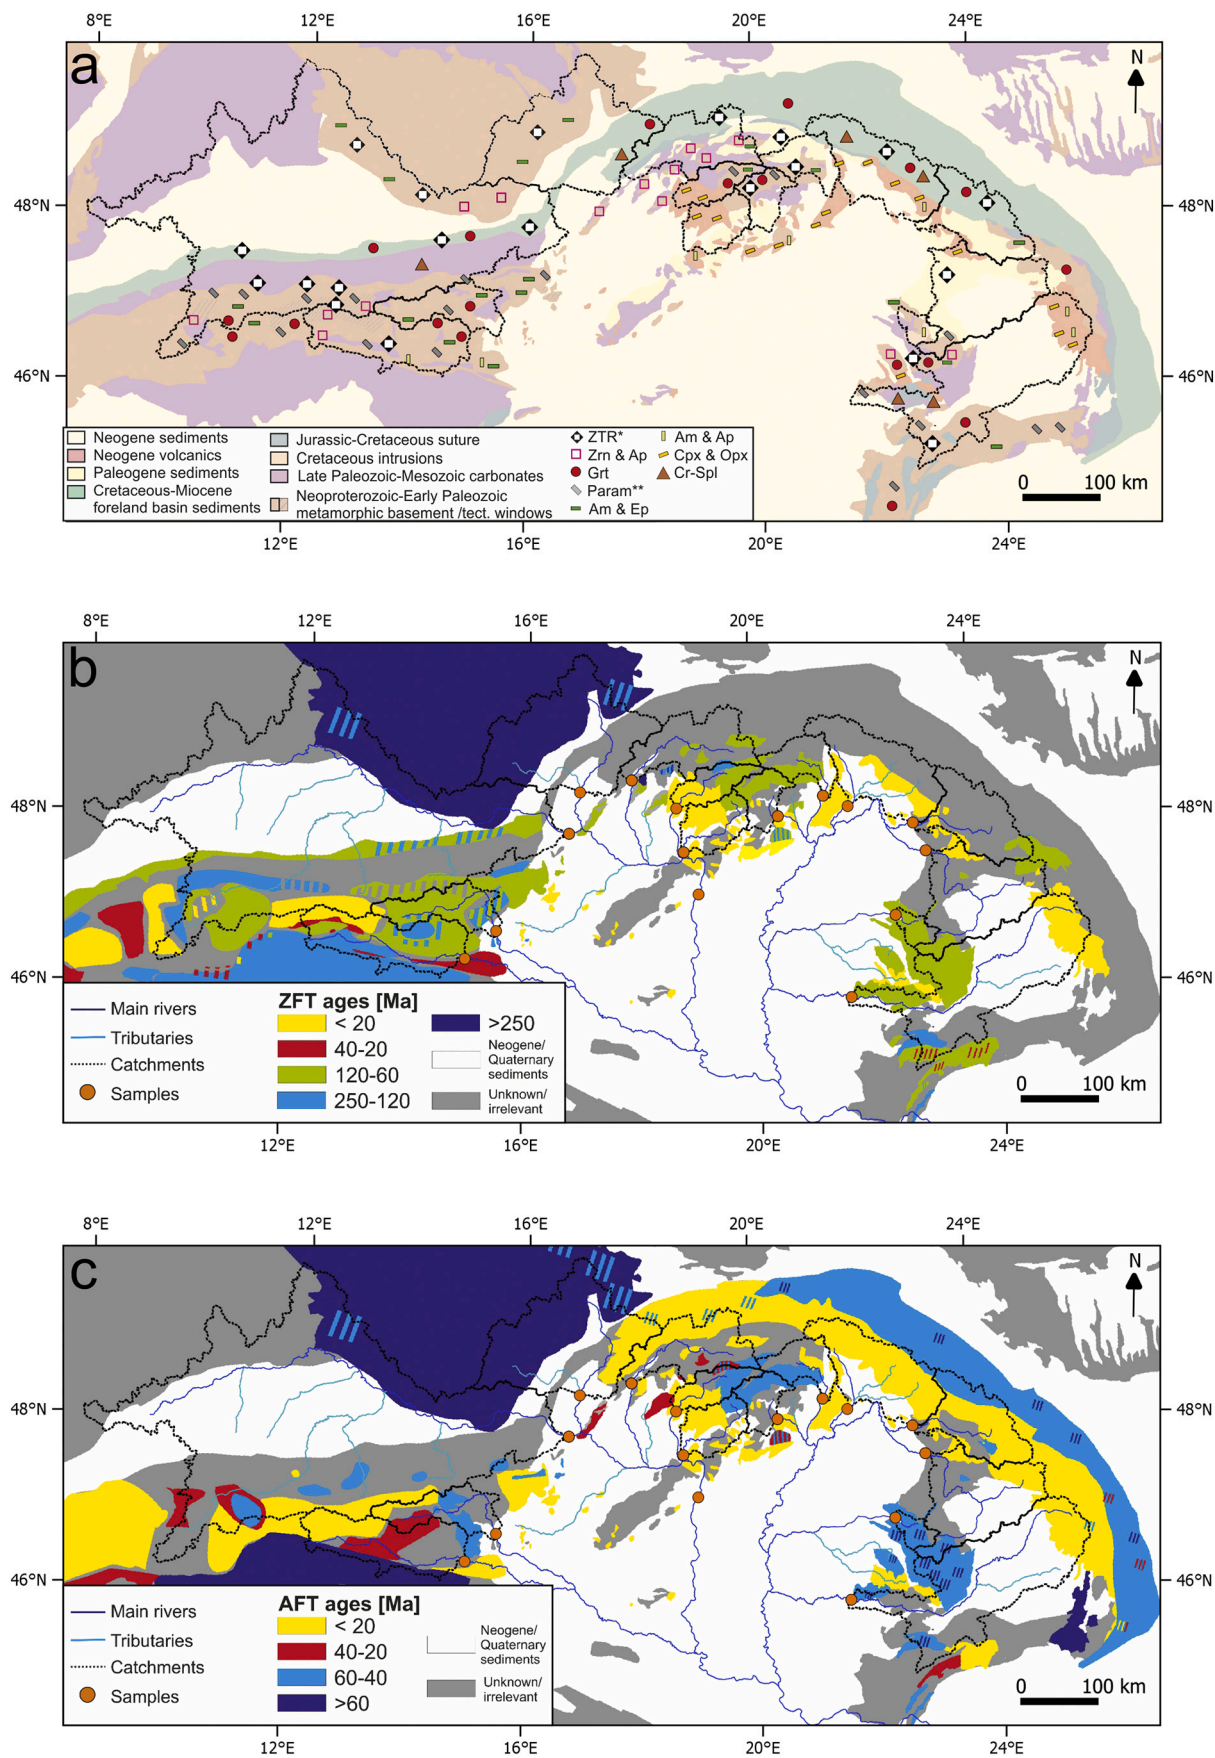 8°E 12°E 16°E 20°E 24°E
a
N
48°N 48°N
46°N 46°N
Neogene sediments
Neogene volcanics
Paleogene sediments
Cretaceous-Miocene
foreland basin sediments
Jurassic-Cretaceous suture
Cretaceous intrusions
Late Paleozoic-Mesozoic carbonates
Neoproterozoic-Early Paleozoic
metamorphic basement /tect. windows
ZTR*
Zrn & Ap
Grt
Param**
Am & Ep
Am & Ap
Cpx & Opx
Cr-Spl
0 100 km
12°E 16°E 20°E 24°E
8°E 12°E 16°E 20°E 24°E
b
N
48°N 48°N
46°N 46°N
Main rivers
Tributaries
Catchments
Samples
ZFT ages [Ma]
< 20
40-20
120-60
250-120
>250
Neogene/
Quaternary
sediments
Unknown/
irrelevant
0 100 km
12°E 16°E 20°E 24°E
8°E 12°E 16°E 20°E 24°E
c
N
48°N 48°N
46°N 46°N
Main rivers
Tributaries
Catchments
Samples
AFT ages [Ma]
< 20
40-20
60-40
>60
Neogene/
Quaternary
sediments
Unknown/
irrelevant
0 100 km
12°E 16°E 20°E 24°E